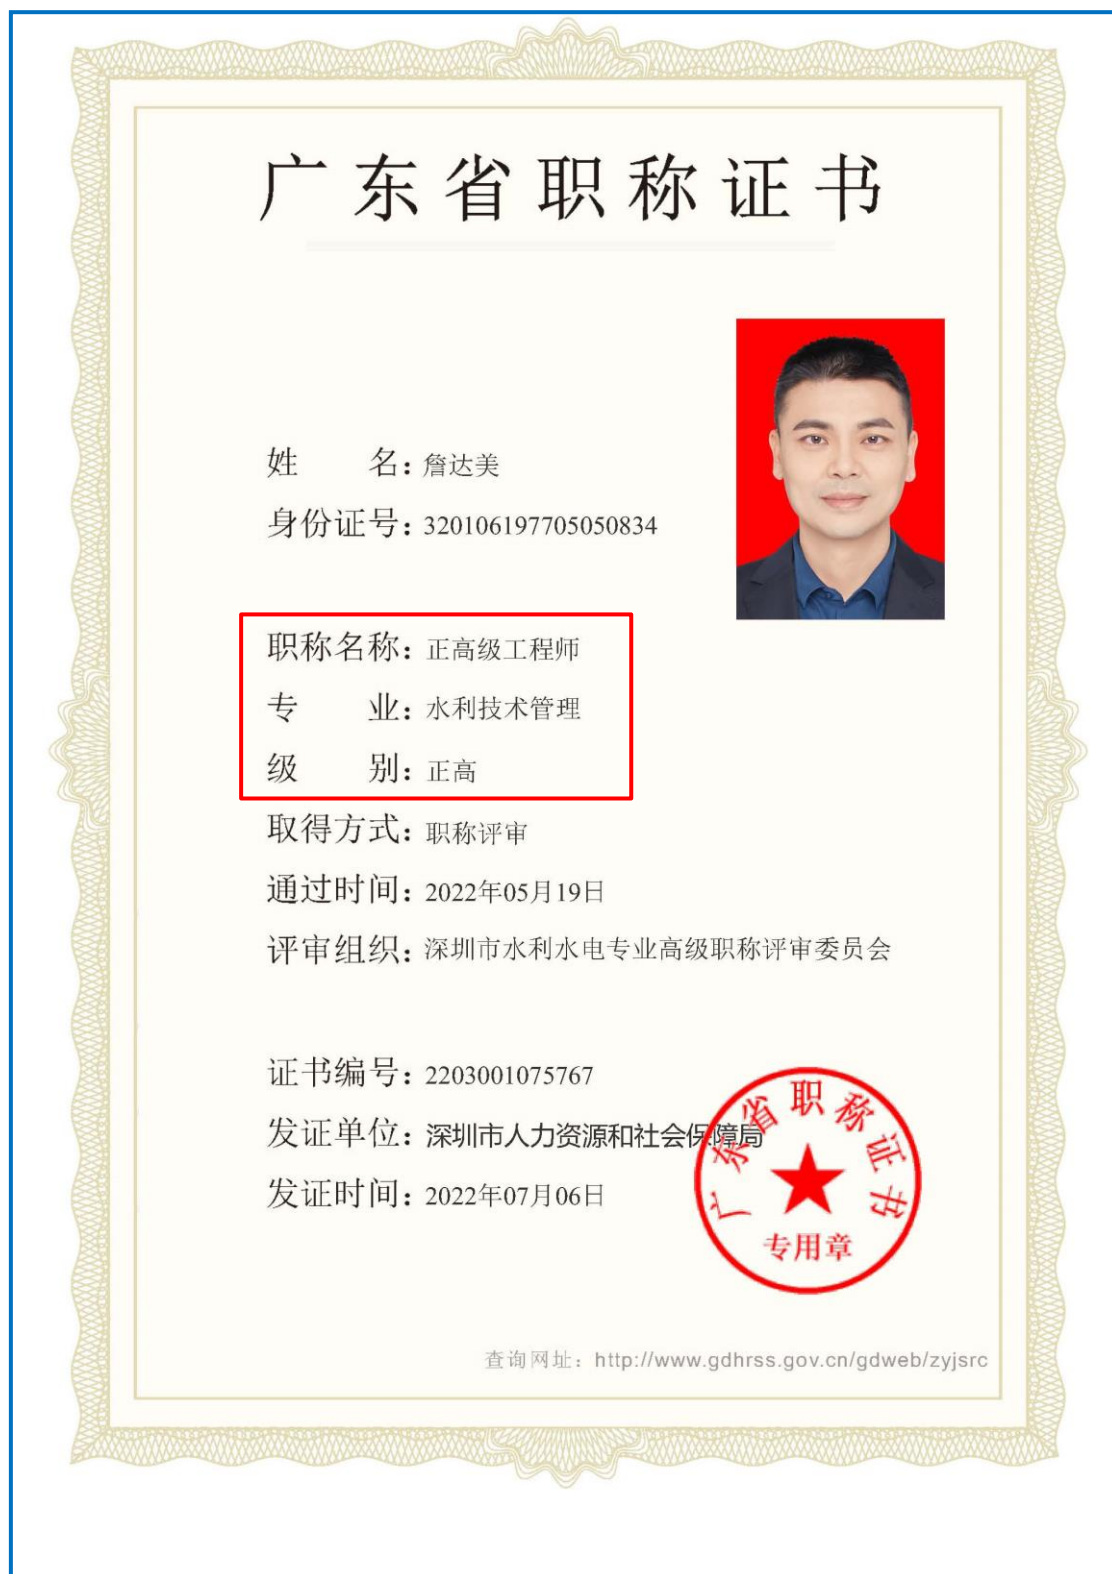 广东省职称证书
姓 名：詹达美
身份证号：320106197705050834
职称名称：正高级工程师
专 业：水利技术管理
级 别：正高
取得方式：职称评审
通过时间：2022年05月19日
评审组织：深圳市水利水电专业高级职称评审委员会
证书编号：2203001075767
发证单位：深圳市人力资源和社会保障局
发证时间：2022年07月06日
广东省职称证书
专用章
查询网址：http://www.gdhrss.gov.cn/gdweb/zyjsrc